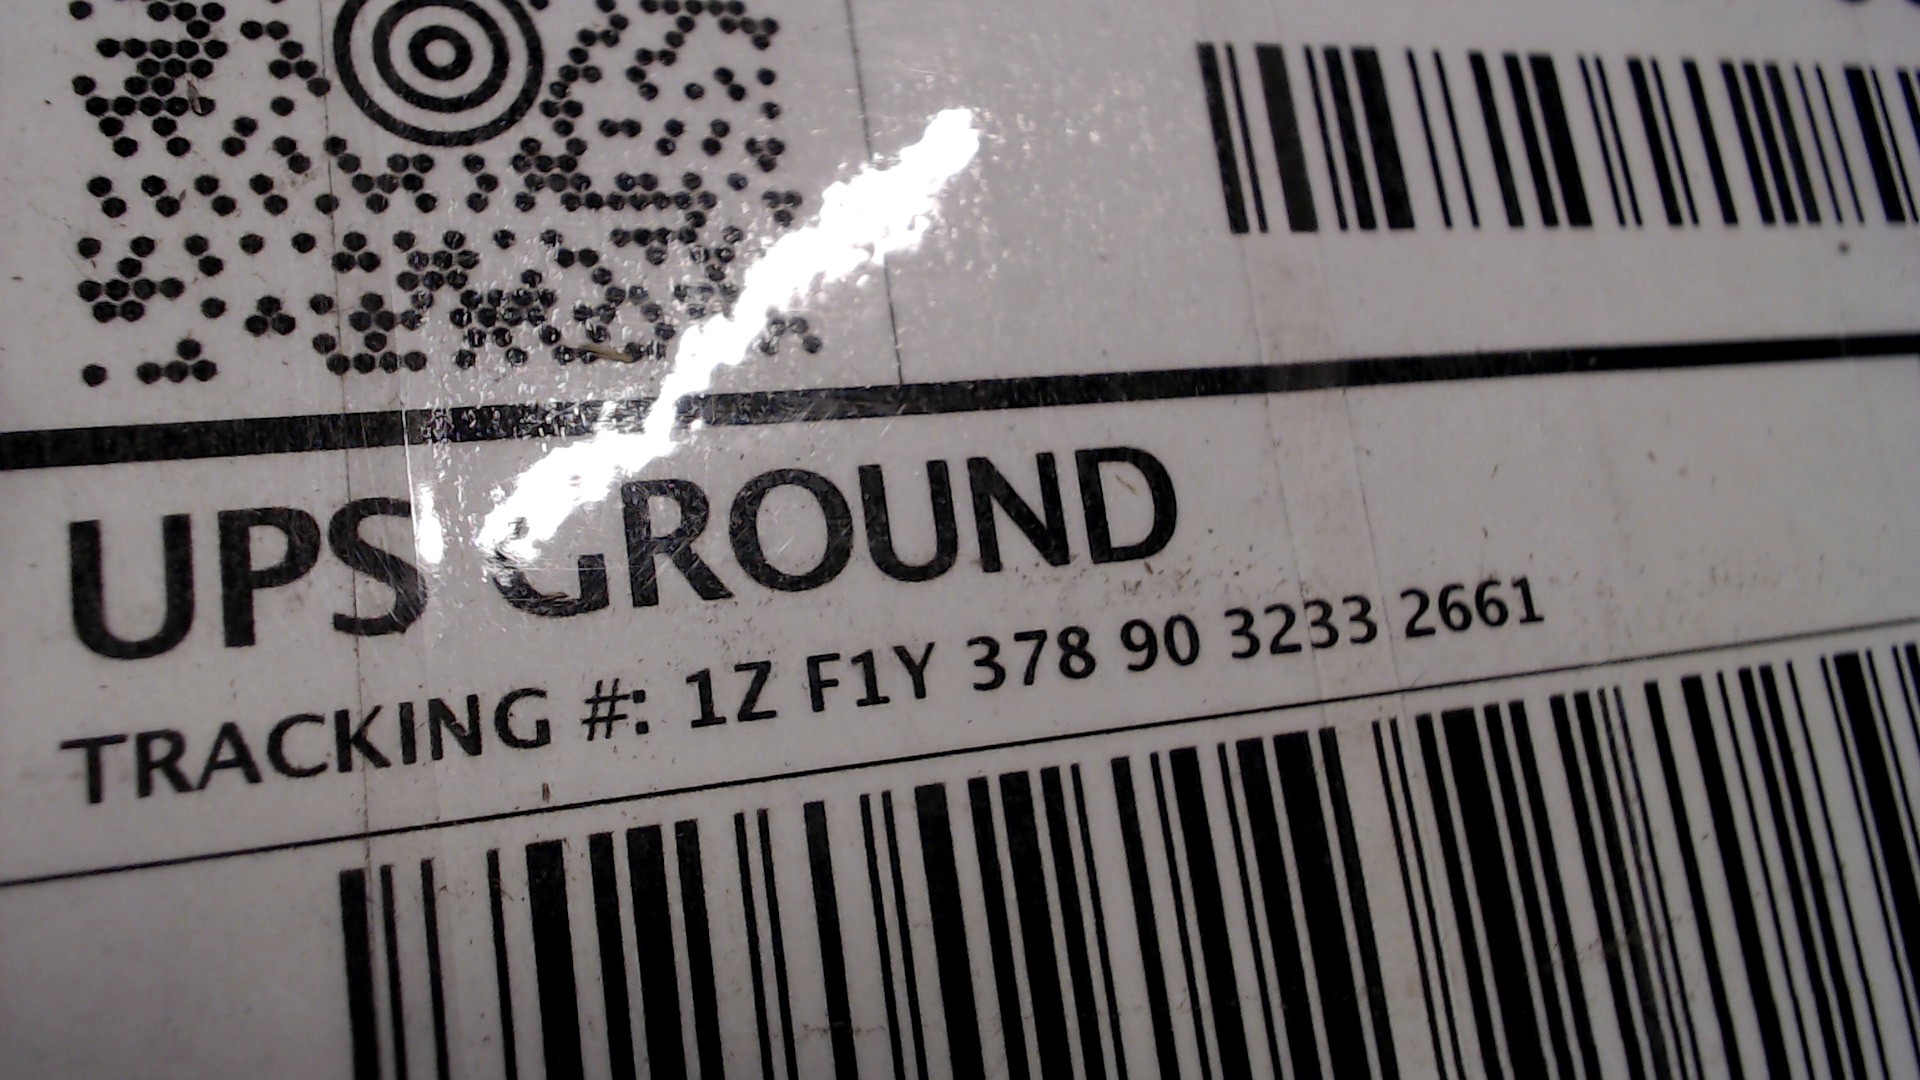 UPS GROUND
TRACKING #: 1Z F1Y 378 90 3233 2661